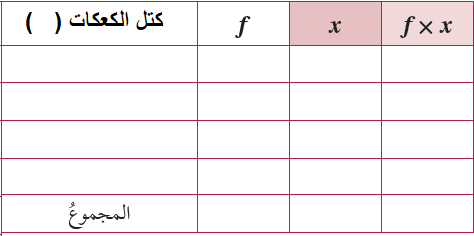 كتل الكعكات (   ) f x f × x
المجموعُ